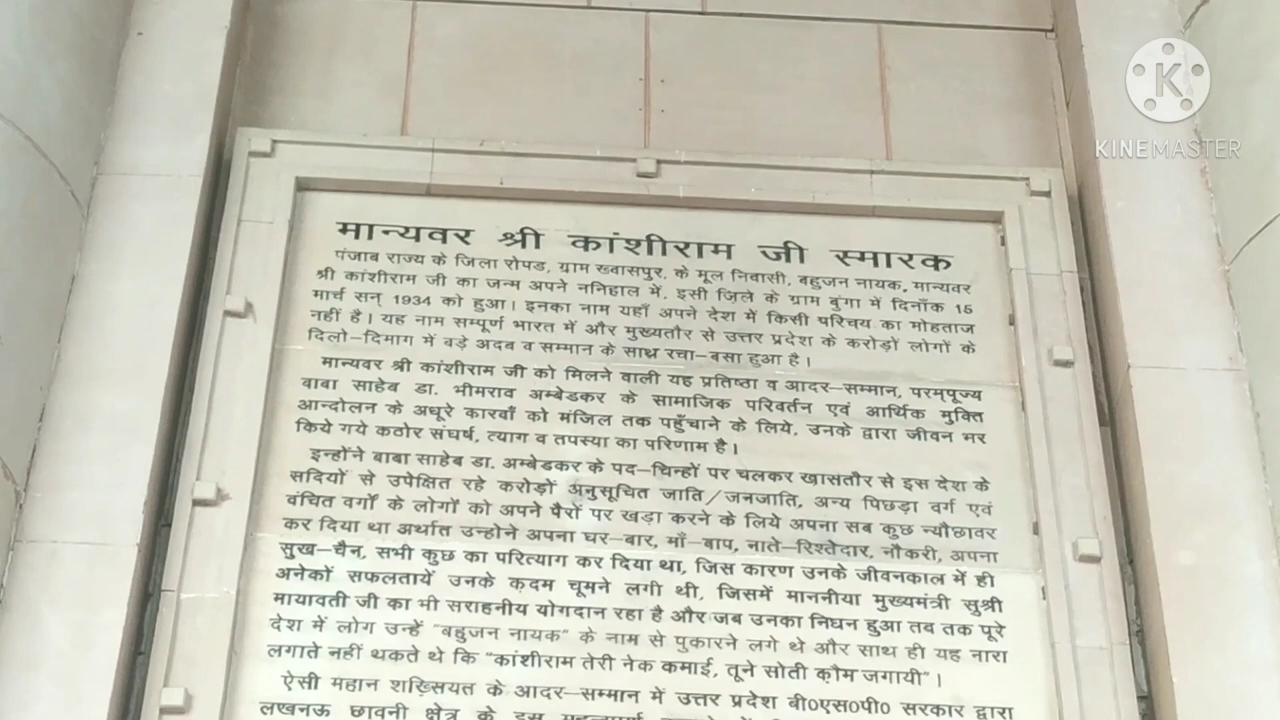 KINEMASTER
मान्यवर श्री कांशीराम जी स्मारक
पंजाब राज्य के जिला रोपड, ग्राम ख्वासपुर, के मूल निवासी, बहुजन नायक, मान्यवर
श्री कांशीराम जी का जन्म अपने ननिहाल में, इसी ज़िले के ग्राम बुंगा में दिनाँक 15
मार्च सन् 1934 को हुआ। इनका नाम यहाँ अपने देश में किसी परिचय का मोहताज
नहीं है। यह नाम सम्पूर्ण भारत में और मुख्यतौर से उत्तर प्रदेश के करोड़ों लोगों के
दिलो-दिमाग में बड़े अदब व सम्मान के साथ रचा-बसा हुआ है।
मान्यवर श्री कांशीराम जी को मिलने वाली यह प्रतिष्ठा व आदर-सम्मान, परम्पूज्य
बाबा साहेब डा. भीमराव अम्बेडकर के सामाजिक परिवर्तन एवं आर्थिक मुक्ति
आन्दोलन के अधूरे कारवाँ को मंजिल तक पहुँचाने के लिये, उनके द्वारा जीवन भर
किये गये कठोर संघर्ष, त्याग व तपस्या का परिणाम है।
इन्होंने बाबा साहेब डा. अम्बेडकर के पद-चिन्हों पर चलकर खासतौर से इस देश के
सदियों से उपेक्षित रहे करोड़ों अनुसूचित जाति/जनजाति, अन्य पिछड़ा वर्ग एवं
वंचित वर्गों के लोगों को अपने पैरों पर खड़ा करने के लिये अपना सब कुछ न्यौछावर
कर दिया था अर्थात उन्होने अपना घर-बार, माँ-बाप, नाते-रिश्तेदार, नौकरी, अपना
सुख-चैन, सभी कुछ का परित्याग कर दिया था, जिस कारण उनके जीवनकाल में ही
अनेकों सफलतायें उनके क़दम चूमने लगी थी, जिसमें माननीया मुख्यमंत्री सुश्री
मायावती जी का भी सराहनीय योगदान रहा है और जब उनका निधन हुआ तब तक पूरे
देश में लोग उन्हें "बहुजन नायक" के नाम से पुकारने लगे थे और साथ ही यह नारा
लगाते नहीं थकते थे कि "कांशीराम तेरी नेक कमाई, तूने सोती क़ौम जगायी"।
ऐसी महान शख़्सियत के आदर-सम्मान में उत्तर प्रदेश बी0एस0पी0 सरकार द्वारा
लखनऊ छावनी क्षेत्र के इस